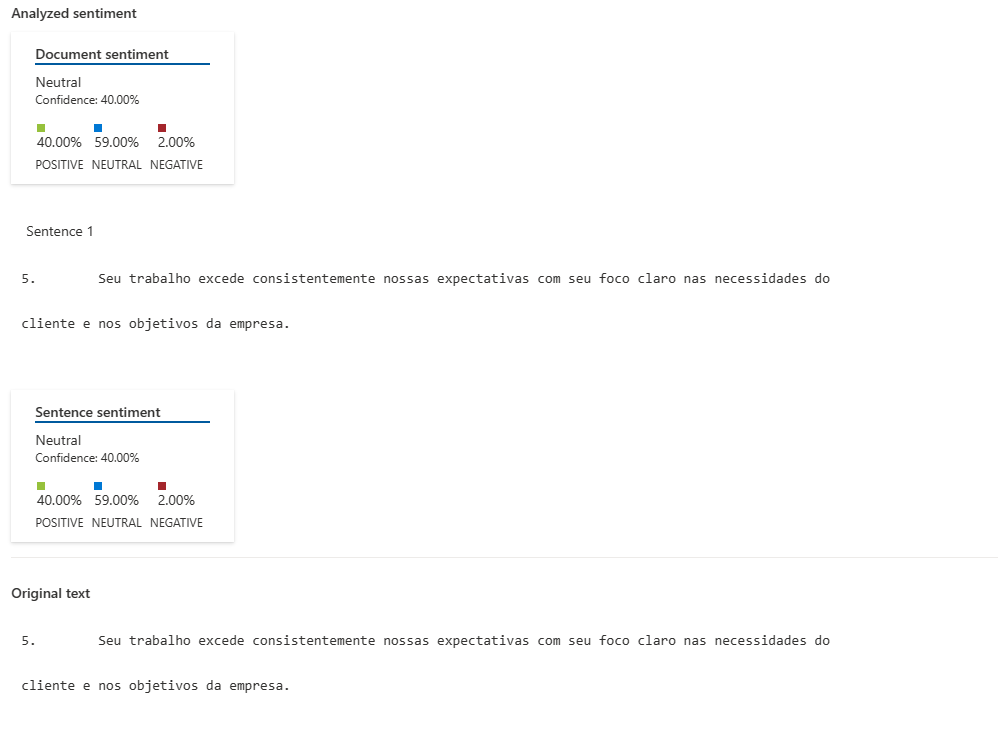 Analyzed sentiment
Document sentiment
Neutral
Confidence: 40.00%
40.00% 59.00% 2.00%
POSITIVE NEUTRAL NEGATIVE
Sentence 1
5. Seu trabalho excede consistentemente nossas expectativas com seu foco claro nas necessidades do
cliente e nos objetivos da empresa.
Sentence sentiment
Neutral
Confidence: 40.00%
40.00% 59.00% 2.00%
POSITIVE NEUTRAL NEGATIVE
Original text
5. Seu trabalho excede consistentemente nossas expectativas com seu foco claro nas necessidades do
cliente e nos objetivos da empresa.